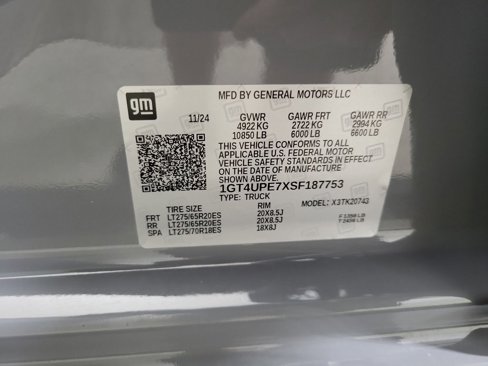 gm
MFD BY GENERAL MOTORS LLC
11/24 GVWR GAWR FRT GAWR RR
4922 KG 2722 KG 2994 KG
10850 LB 6000 LB 6600 LB
THIS VEHICLE CONFORMS TO ALL
APPLICABLE U.S. FEDERAL MOTOR
VEHICLE SAFETY STANDARDS IN EFFECT
ON THE DATE OF MANUFACTURE
SHOWN ABOVE.
1GT4UPE7XSF187753
TYPE: TRUCK MODEL: X3TK20743
TIRE SIZE RIM
FRT LT275/65R20ES 20X8.5J
RR LT275/65R20ES 20X8.5J
SPA LT275/70R18ES 18X8J